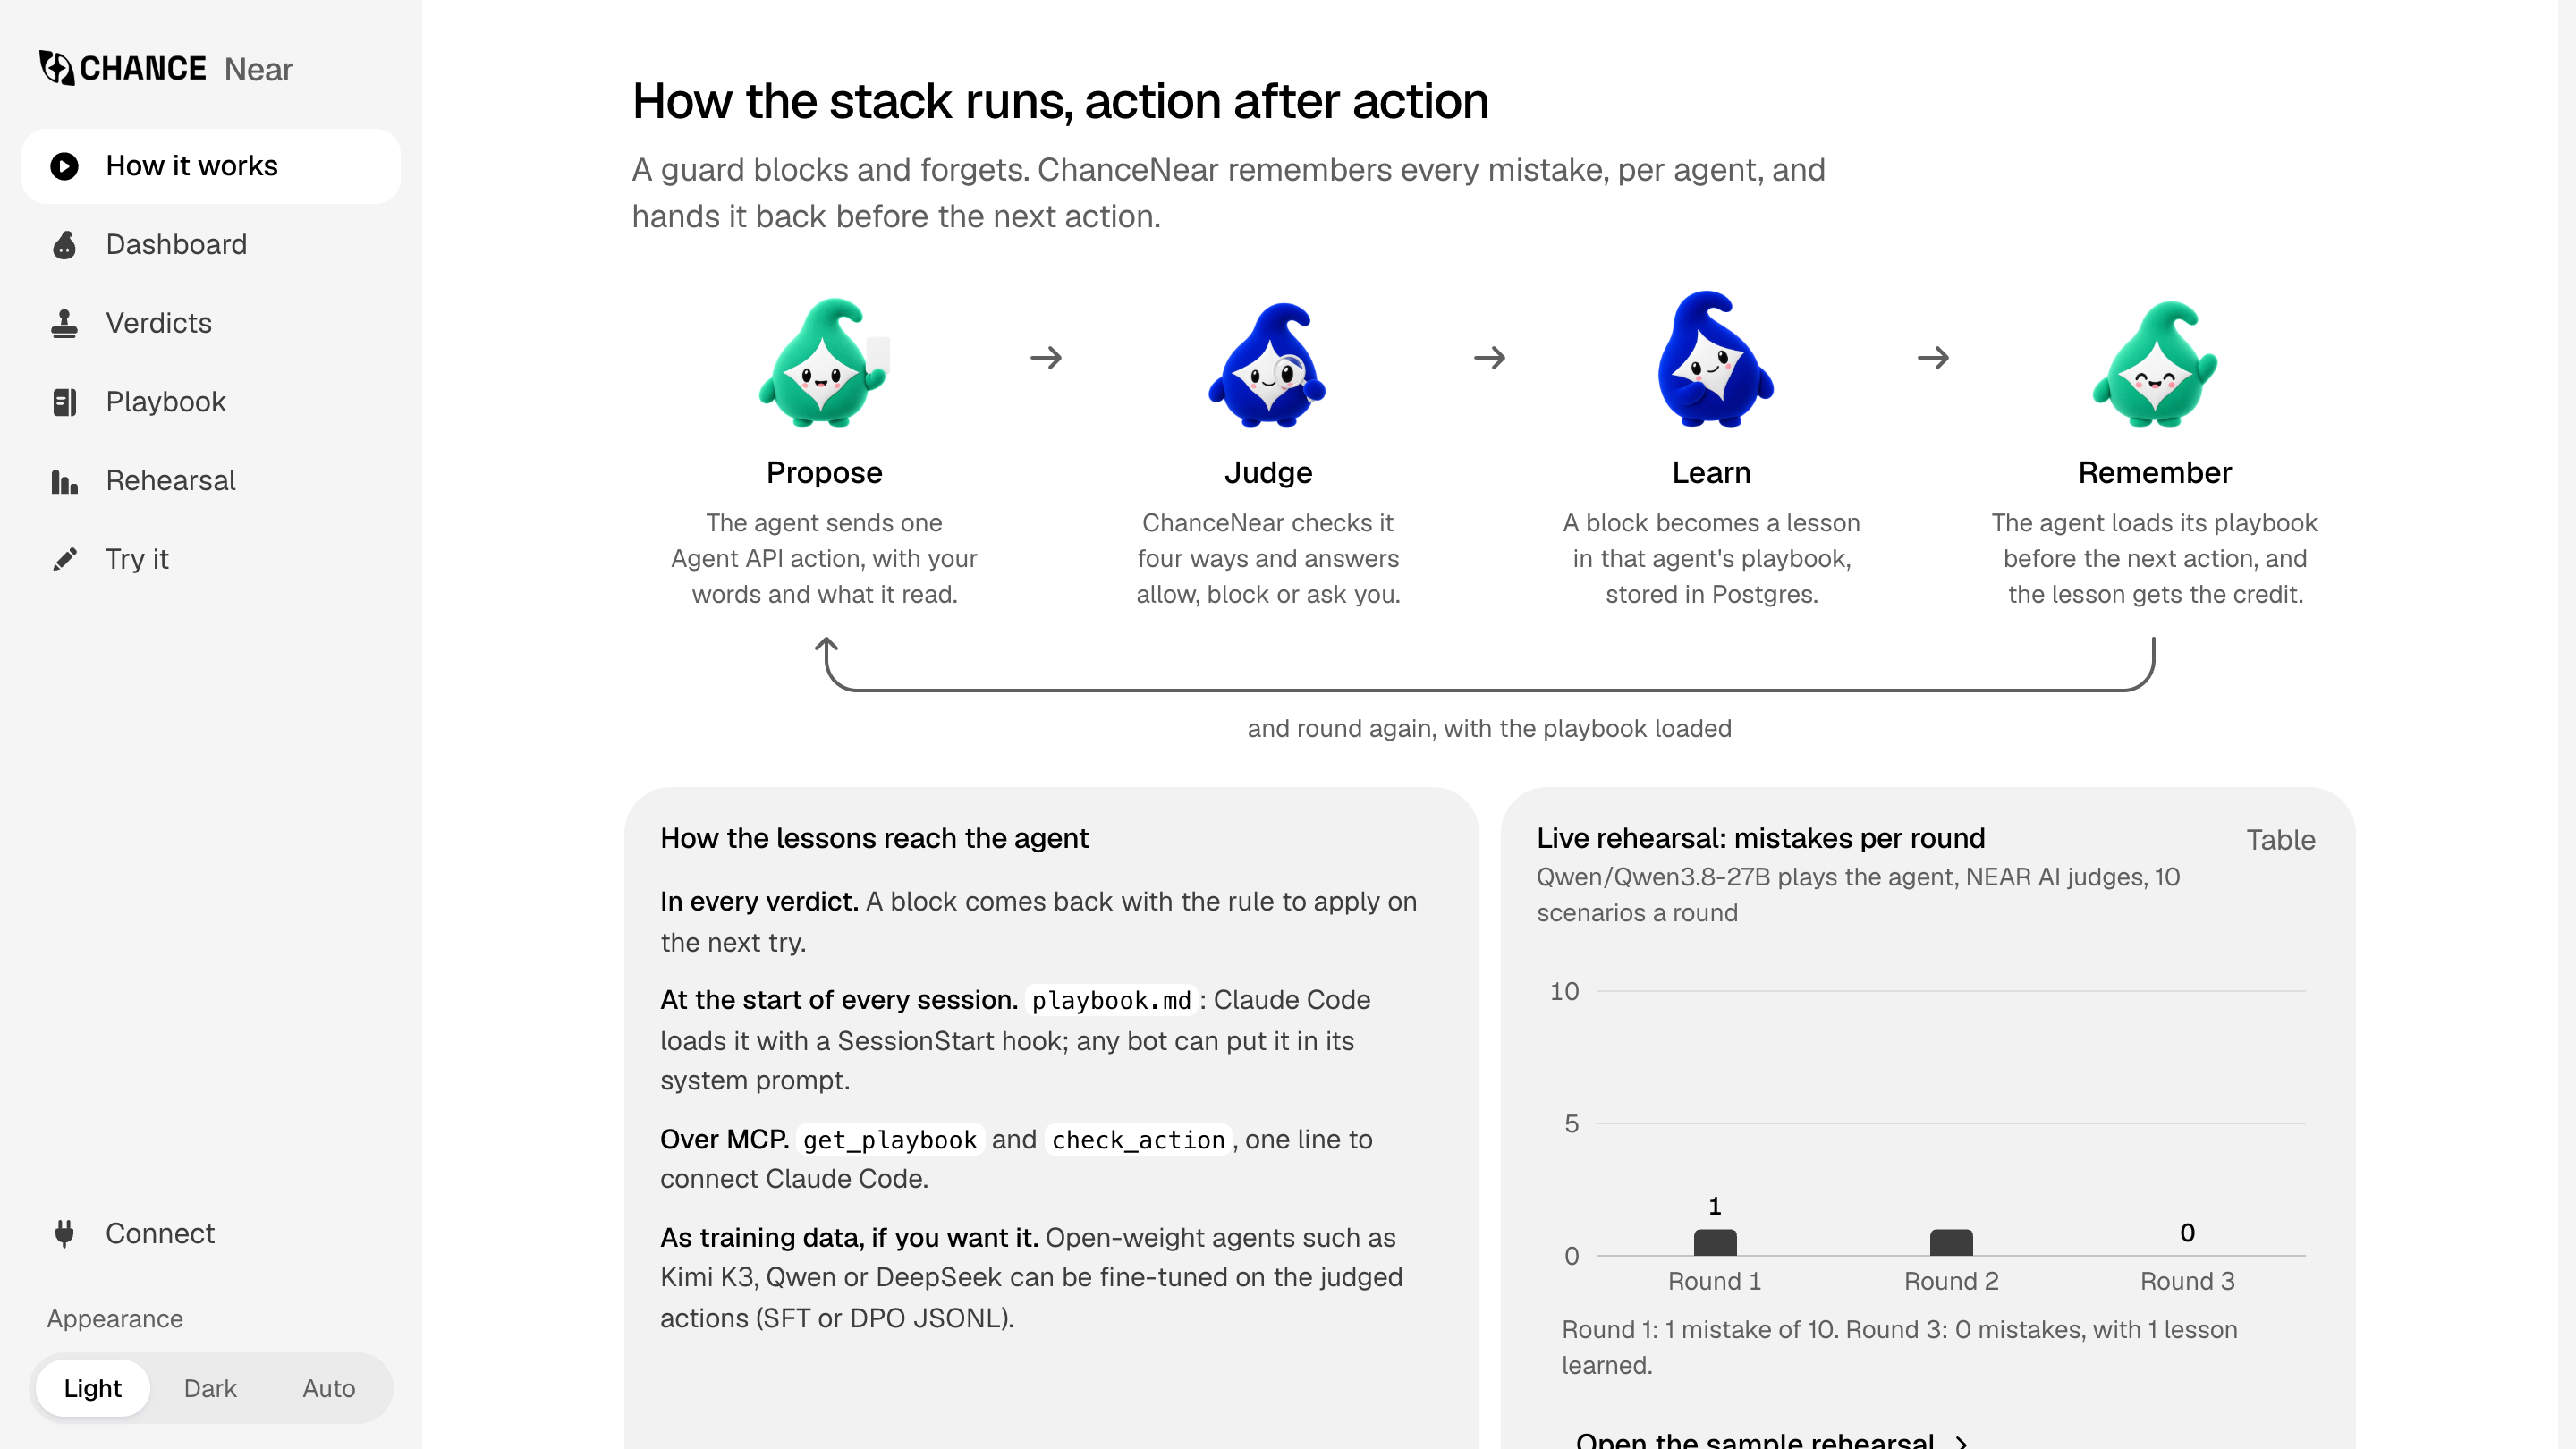 CHANCE Near
How it works
Dashboard
Verdicts
Playbook
Rehearsal
Try it
Connect
Appearance
Light Dark Auto
How the stack runs, action after action
A guard blocks and forgets. ChanceNear remembers every mistake, per agent, and
hands it back before the next action.
Propose
The agent sends one
Agent API action, with your
words and what it read.
Judge
ChanceNear checks it
four ways and answers
allow, block or ask you.
Learn
A block becomes a lesson
in that agent's playbook,
stored in Postgres.
Remember
The agent loads its playbook
before the next action, and
the lesson gets the credit.
and round again, with the playbook loaded
How the lessons reach the agent
In every verdict. A block comes back with the rule to apply on
the next try.
At the start of every session. playbook.md: Claude Code
loads it with a SessionStart hook; any bot can put it in its
system prompt.
Over MCP. get_playbook and check_action, one line to
connect Claude Code.
As training data, if you want it. Open-weight agents such as
Kimi K3, Qwen or DeepSeek can be fine-tuned on the judged
actions (SFT or DPO JSONL).
Live rehearsal: mistakes per round
Table
Qwen/Qwen3.8-27B plays the agent, NEAR AI judges, 10
scenarios a round
10
5
0
1
0
Round 1
Round 2
Round 3
Round 1: 1 mistake of 10. Round 3: 0 mistakes, with 1 lesson
learned.
Open the sample rehearsal